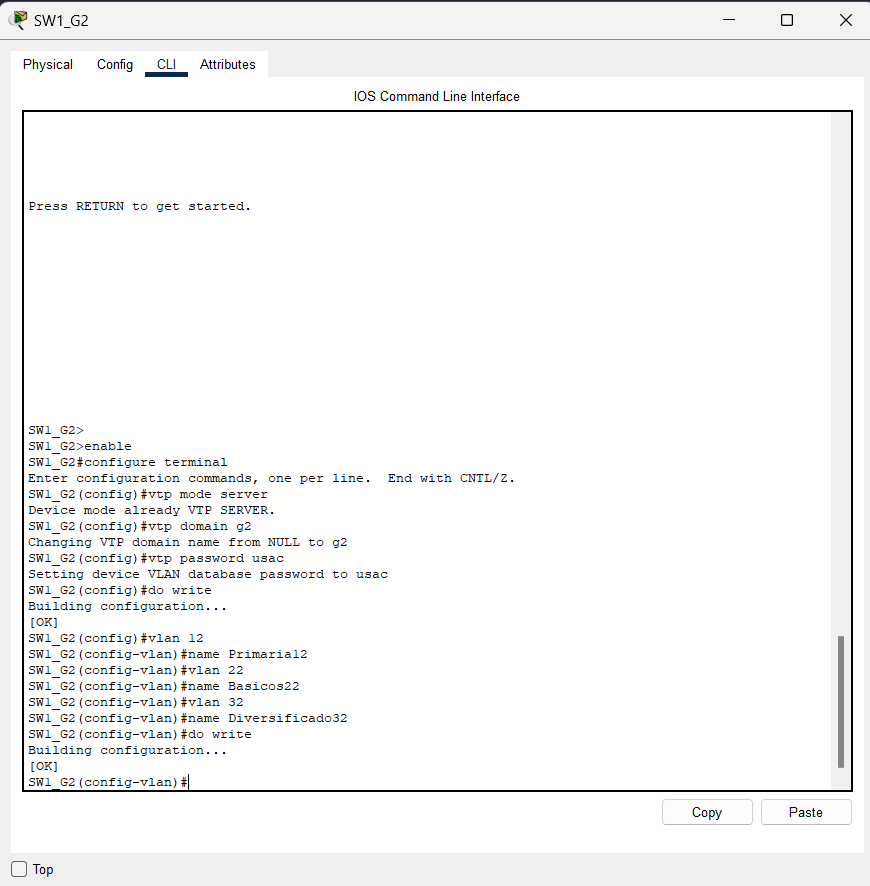 SW1_G2
Physical Config CLI Attributes
IOS Command Line Interface
Press RETURN to get started.
SW1_G2>
SW1_G2>enable
SW1_G2#configure terminal
Enter configuration commands, one per line.  End with CNTL/Z.
SW1_G2(config)#vtp mode server
Device mode already VTP SERVER.
SW1_G2(config)#vtp domain g2
Changing VTP domain name from NULL to g2
SW1_G2(config)#vtp password usac
Setting device VLAN database password to usac
SW1_G2(config)#do write
Building configuration...
[OK]
SW1_G2(config)#vlan 12
SW1_G2(config-vlan)#name Primaria12
SW1_G2(config-vlan)#vlan 22
SW1_G2(config-vlan)#name Basicos22
SW1_G2(config-vlan)#vlan 32
SW1_G2(config-vlan)#name Diversificado32
SW1_G2(config-vlan)#do write
Building configuration...
[OK]
SW1_G2(config-vlan)#
Copy Paste
Top